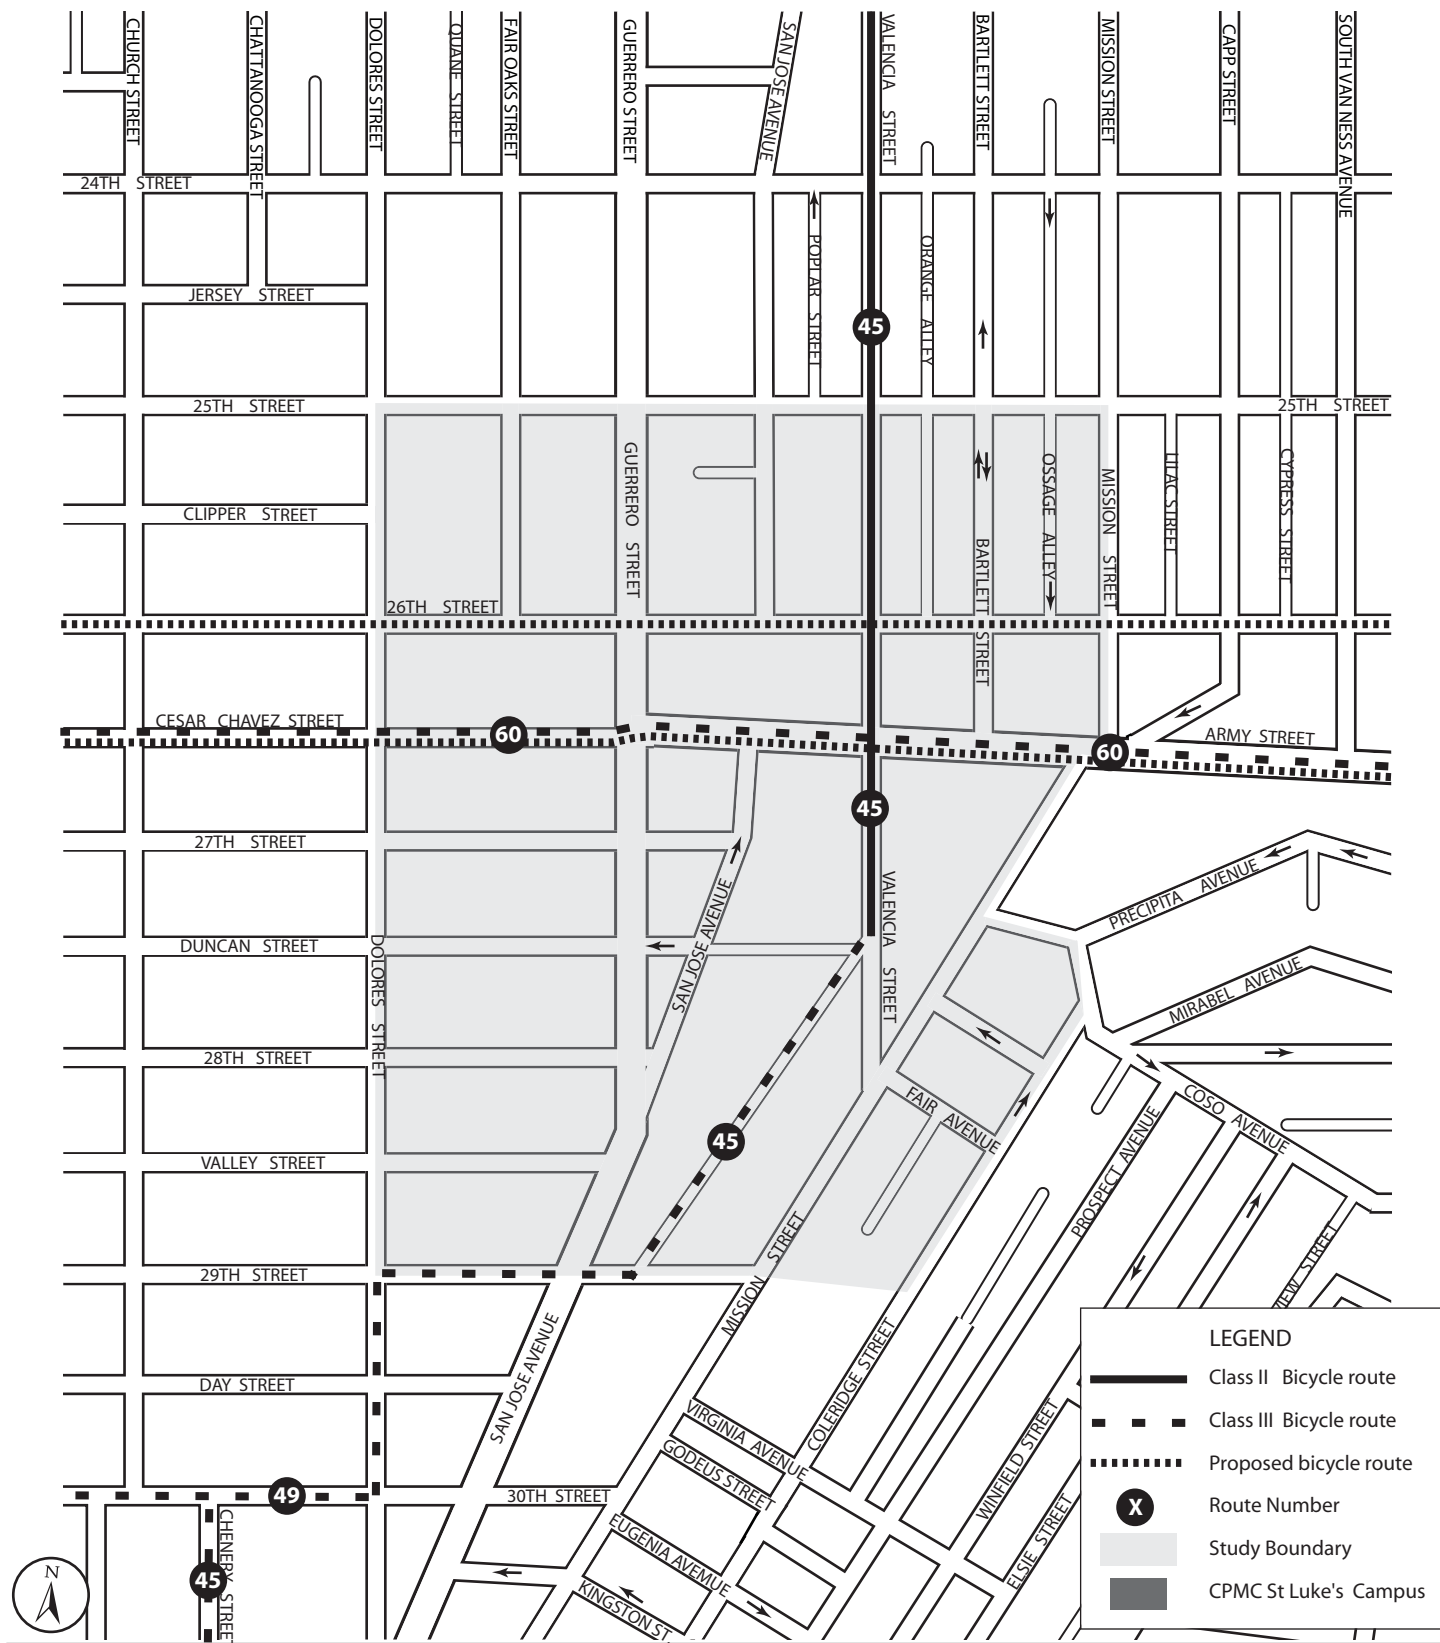 CHURCH STREET
CHATTANOOGA STREET
DOLORES STREET
QUANE STREET
FAIR OAKS STREET
GUERRERO STREET
SAN JOSE AVENUE
VALENCIA STREET
BARTLETT STREET
MISSION STREET
CAPP STREET
SOUTH VAN NESS AVENUE
24TH STREET
POPLAR STREET
ORANGE ALLEY
JERSEY STREET
45
25TH STREET
25TH STREET
GUERRERO STREET
OSSAGE ALLEY
MISSION STREET
LILAC STREET
CYPRESS STREET
CLIPPER STREET
BARTLETT STREET
26TH STREET
CESAR CHAVEZ STREET
60
60
ARMY STREET
45
27TH STREET
VALENCIA STREET
PRECIPITA AVENUE
SAN JOSE AVENUE
DUNCAN STREET
DOLORES STREET
MIRABEL AVENUE
28TH STREET
FAIR AVENUE
COSO AVENUE
45
VALLEY STREET
PROSPECT AVENUE
29TH STREET
MISSION STREET
IEW STREET
SAN JOSE AVENUE
COLERIDGE STREET
DAY STREET
VIRGINIA AVENUE
GODEUS STREET
WINFIELD STREET
49
30TH STREET
EUGENIA AVEMUE
ELSIE STREET
CHENERY STREET
45
KINGSTON ST.
N
LEGEND
Class II Bicycle route
Class III Bicycle route
Proposed bicycle route
X Route Number
Study Boundary
CPMC St Luke's Campus